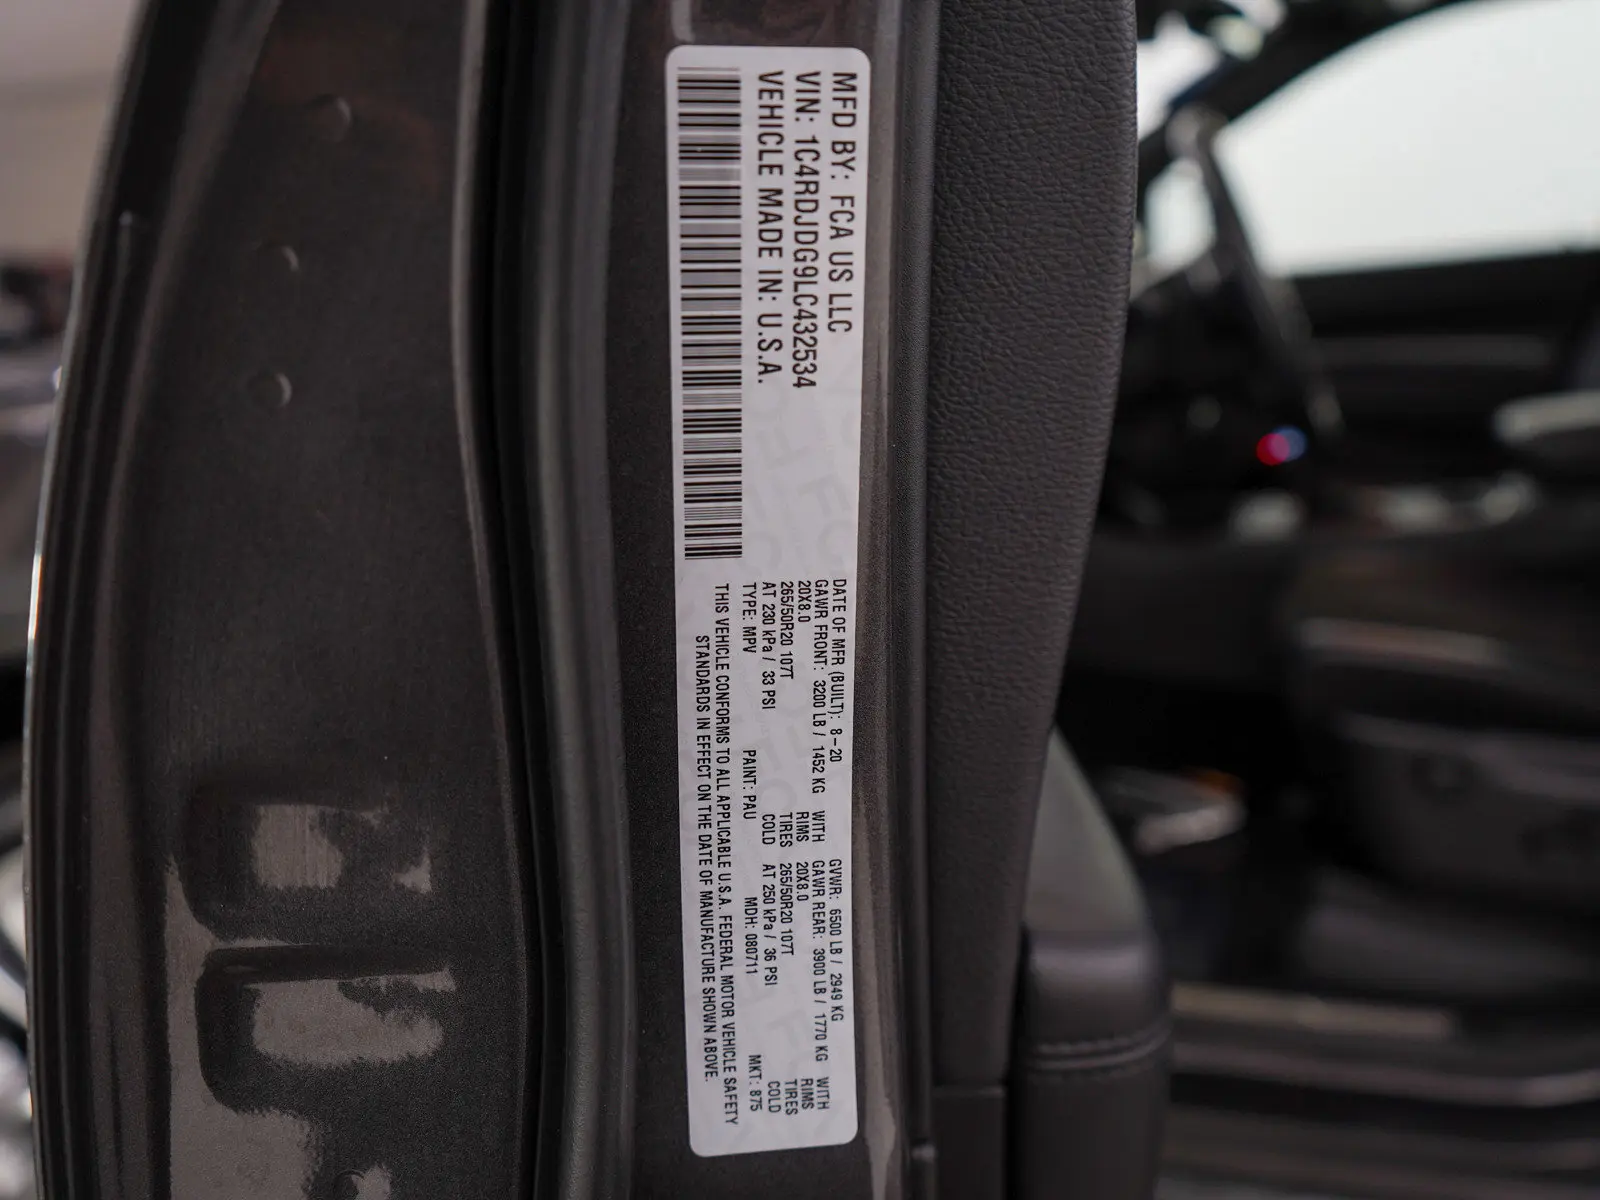 MFD BY: FCA US LLC
VIN: 1C4RDJDG9LC432534
VEHICLE MADE IN: U.S.A.
DATE OF MFR (BUILT): 8-20 GVWR: 6500 LB / 2949 KG
GAWR FRONT: 3200 LB / 1452 KG WITH GAWR REAR: 3900 LB / 1770 KG WITH
20X8.0 RIMS 20X8.0 RIMS
265/50R20 107T TIRES 265/50R20 107T TIRES
AT 230 kPa / 33 PSI COLD AT 250 kPa / 36 PSI COLD
TYPE: MPV PAINT: PAU MDH: 080711 MKT: 875
THIS VEHICLE CONFORMS TO ALL APPLICABLE U.S.A. FEDERAL MOTOR VEHICLE SAFETY
STANDARDS IN EFFECT ON THE DATE OF MANUFACTURE SHOWN ABOVE.